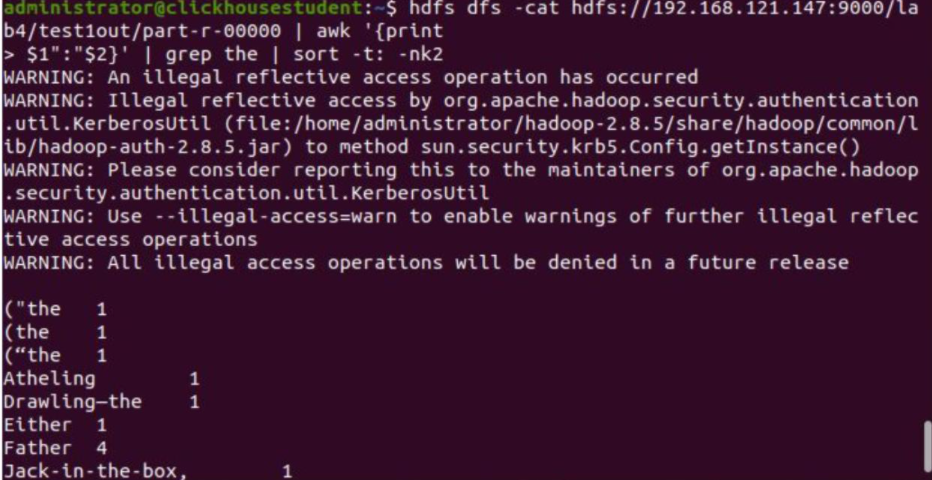 administrator@clickhousestudent:~$ hdfs dfs -cat hdfs://192.168.121.147:9000/la
b4/test1out/part-r-00000 | awk '{print
> $1":"$2}' | grep the | sort -t: -nk2
WARNING: An illegal reflective access operation has occurred
WARNING: Illegal reflective access by org.apache.hadoop.security.authentication
.util.KerberosUtil (file:/home/administrator/hadoop-2.8.5/share/hadoop/common/l
ib/hadoop-auth-2.8.5.jar) to method sun.security.krb5.Config.getInstance()
WARNING: Please consider reporting this to the maintainers of org.apache.hadoop
.security.authentication.util.KerberosUtil
WARNING: Use --illegal-access=warn to enable warnings of further illegal reflec
tive access operations
WARNING: All illegal access operations will be denied in a future release
("the   1
(the    1
(“the   1
Atheling        1
Drawling—the    1
Either  1
Father  4
Jack-in-the-box,        1